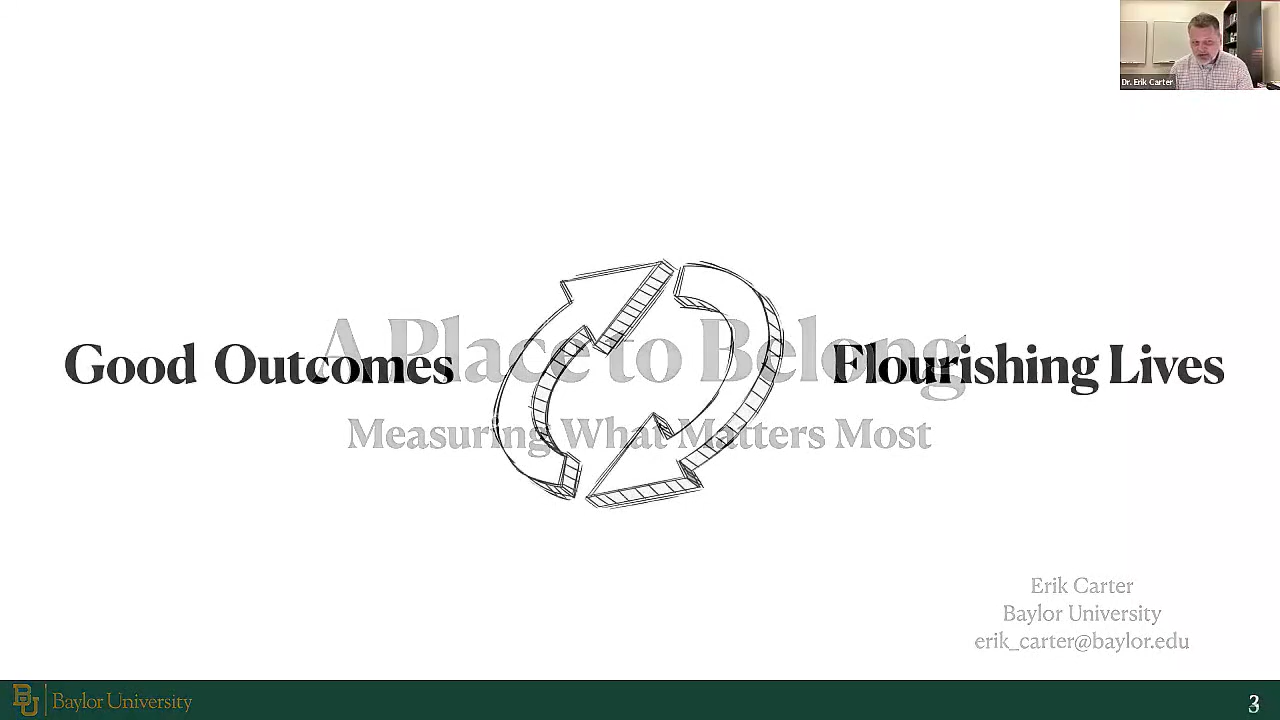 Dr. Erik Carter
A Place to Belong
Good Outcomes
Flourishing Lives
Measuring What Matters Most
Erik Carter
Baylor University
erik_carter@baylor.edu
BU
Baylor University
3